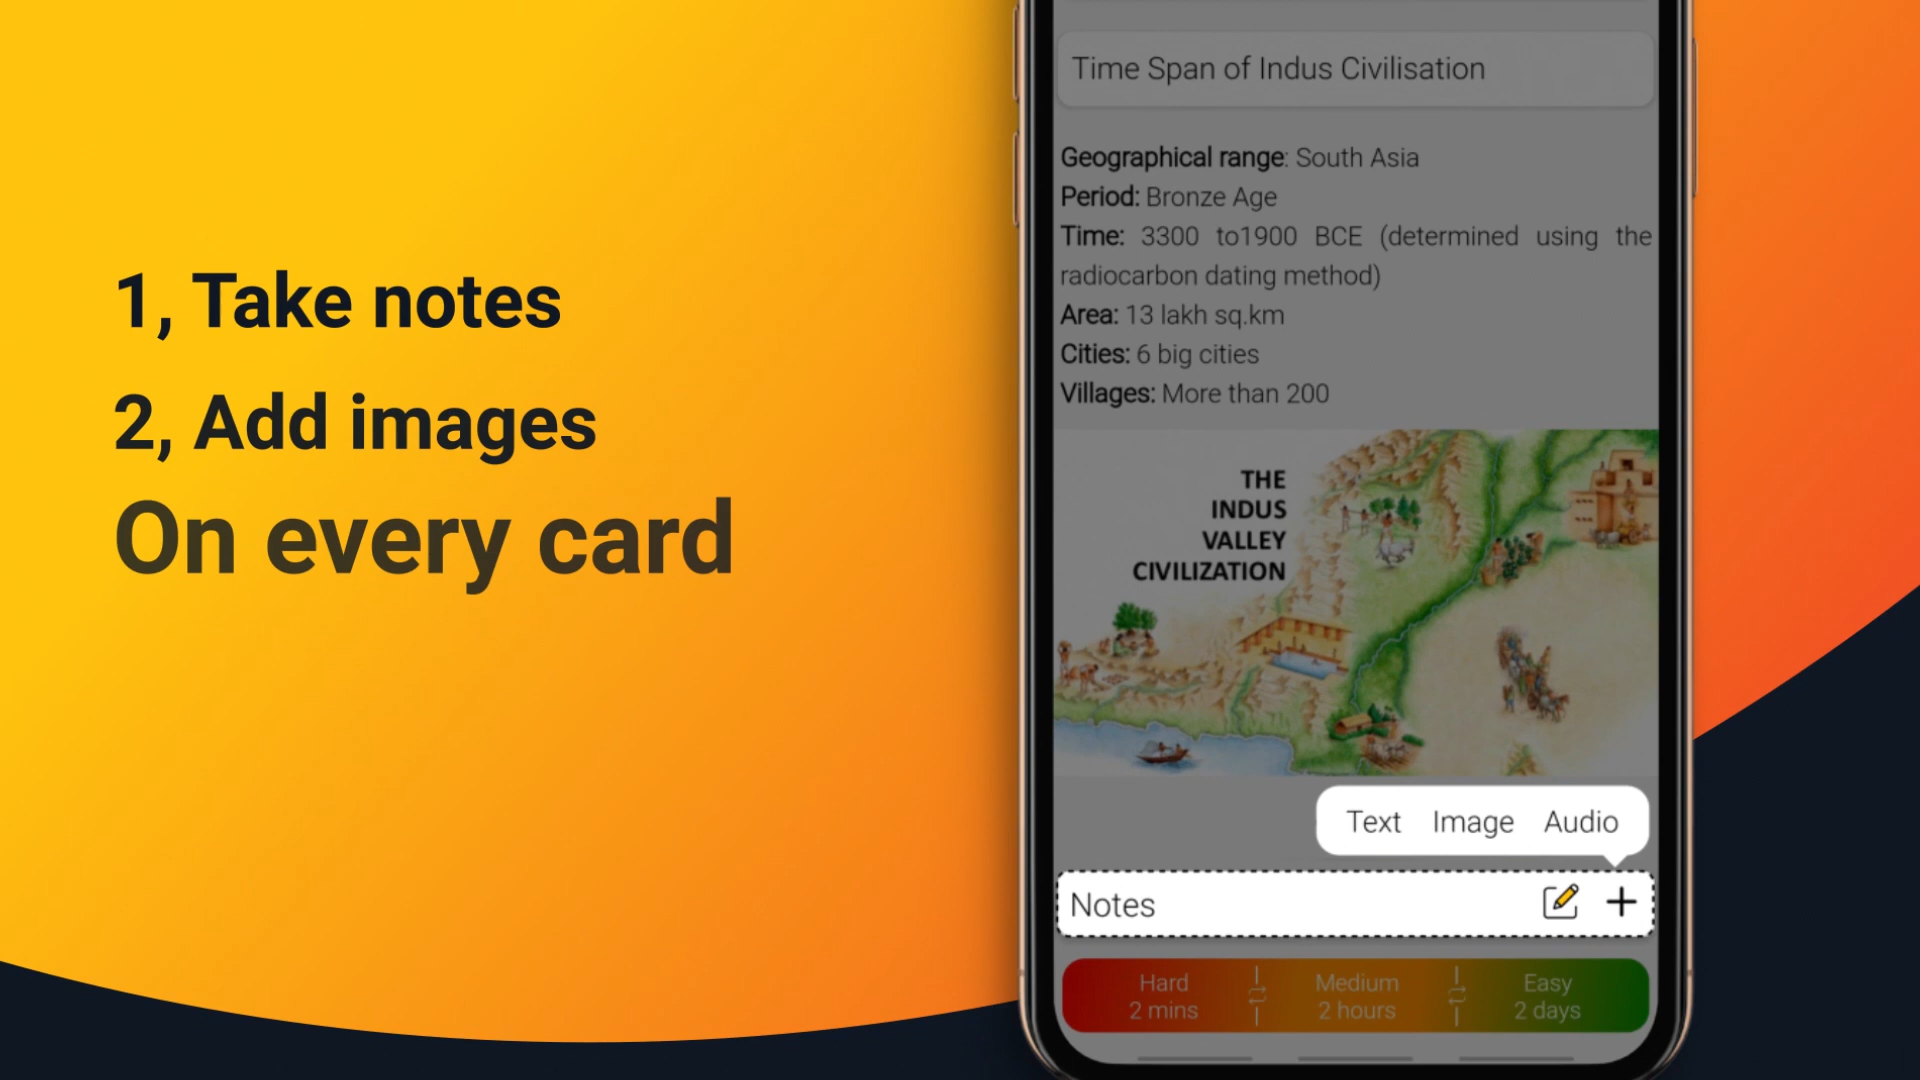 1, Take notes
2, Add images
On every card
Time Span of Indus Civilisation
Geographical range: South Asia
Period: Bronze Age
Time: 3300 to1900 BCE (determined using the
radiocarbon dating method)
Area: 13 lakh sq.km
Cities: 6 big cities
Villages: More than 200
THE
INDUS
VALLEY
CIVILIZATION
Text Image Audio
Notes
Hard Medium Easy
2 mins 2 hours 2 days